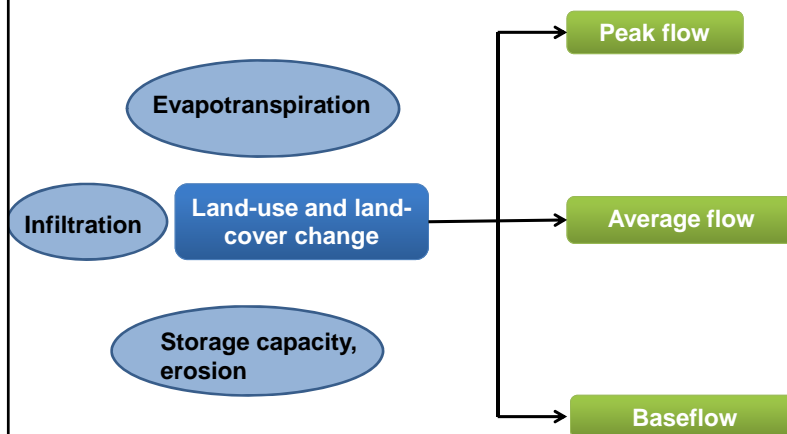 Peak flow
Evapotranspiration
Infiltration
Land-use and land-
cover change
Average flow
Storage capacity,
erosion
Baseflow